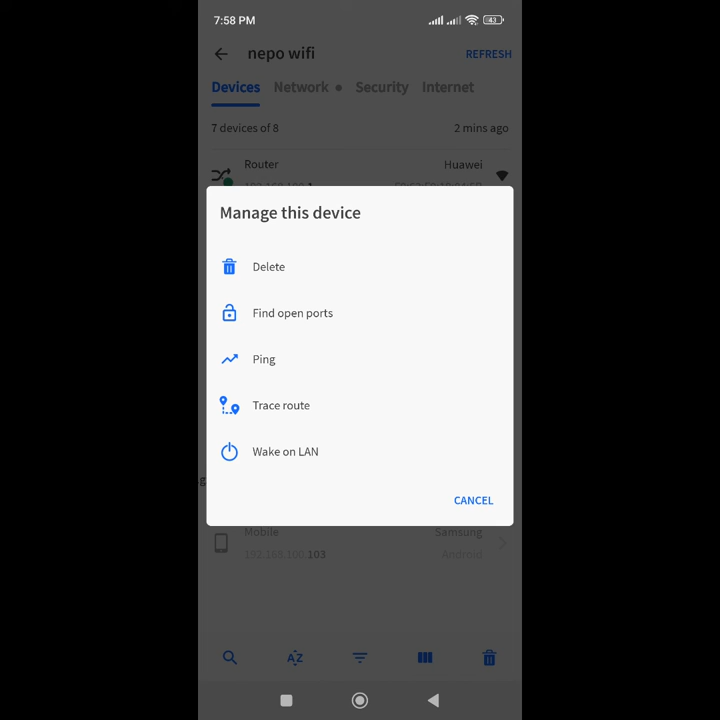 7:58 PM
43
nepo wifi
REFRESH
Devices Network Security Internet
7 devices of 8
2 mins ago
Router
Huawei
Manage this device
Delete
Find open ports
Ping
Trace route
Wake on LAN
CANCEL
Mobile
Samsung
192.168.100.103
Android
AZ